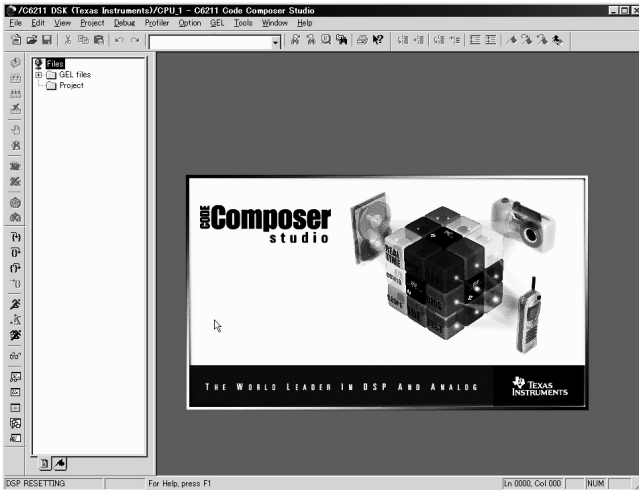 /C6211 DSK (Texas Instruments)/CPU_1 - C6211 Code Composer Studio
File Edit View Project Debug Profiler Option GEL Tools Window Help
Files
GEL files
Project
CODE Composer
studio
REAL
TIME
THE WORLD LEADER IN DSP AND ANALOG
TEXAS
INSTRUMENTS
DSP RESETTING
For Help, press F1
Ln 0000, Col 000
NUM